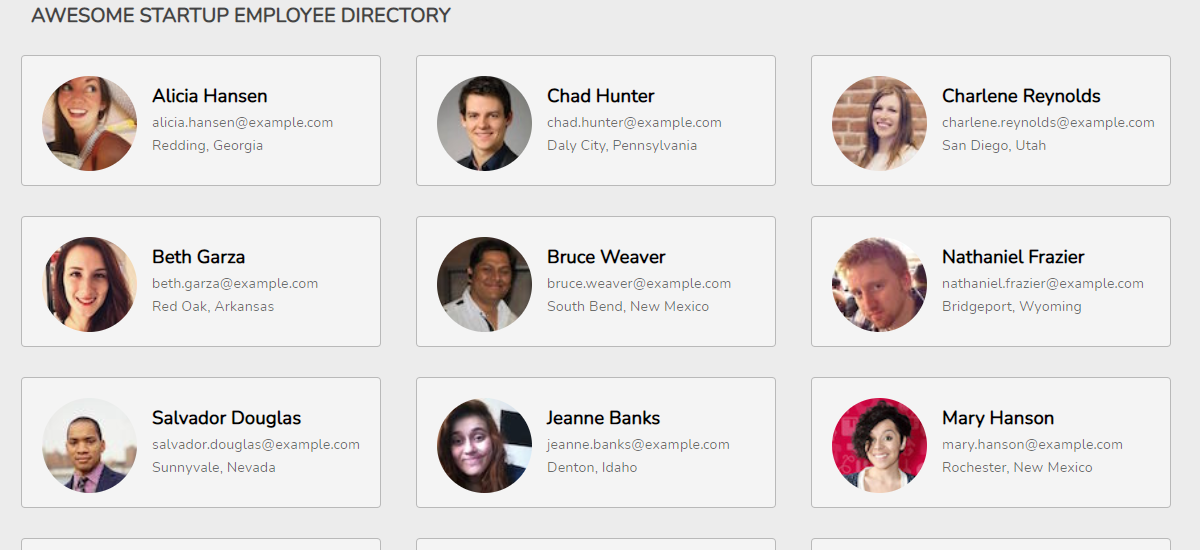 AWESOME STARTUP EMPLOYEE DIRECTORY
Alicia Hansen
alicia.hansen@example.com
Redding, Georgia
Chad Hunter
chad.hunter@example.com
Daly City, Pennsylvania
Charlene Reynolds
charlene.reynolds@example.com
San Diego, Utah
Beth Garza
beth.garza@example.com
Red Oak, Arkansas
Bruce Weaver
bruce.weaver@example.com
South Bend, New Mexico
Nathaniel Frazier
nathaniel.frazier@example.com
Bridgeport, Wyoming
Salvador Douglas
salvador.douglas@example.com
Sunnyvale, Nevada
Jeanne Banks
jeanne.banks@example.com
Denton, Idaho
Mary Hanson
mary.hanson@example.com
Rochester, New Mexico